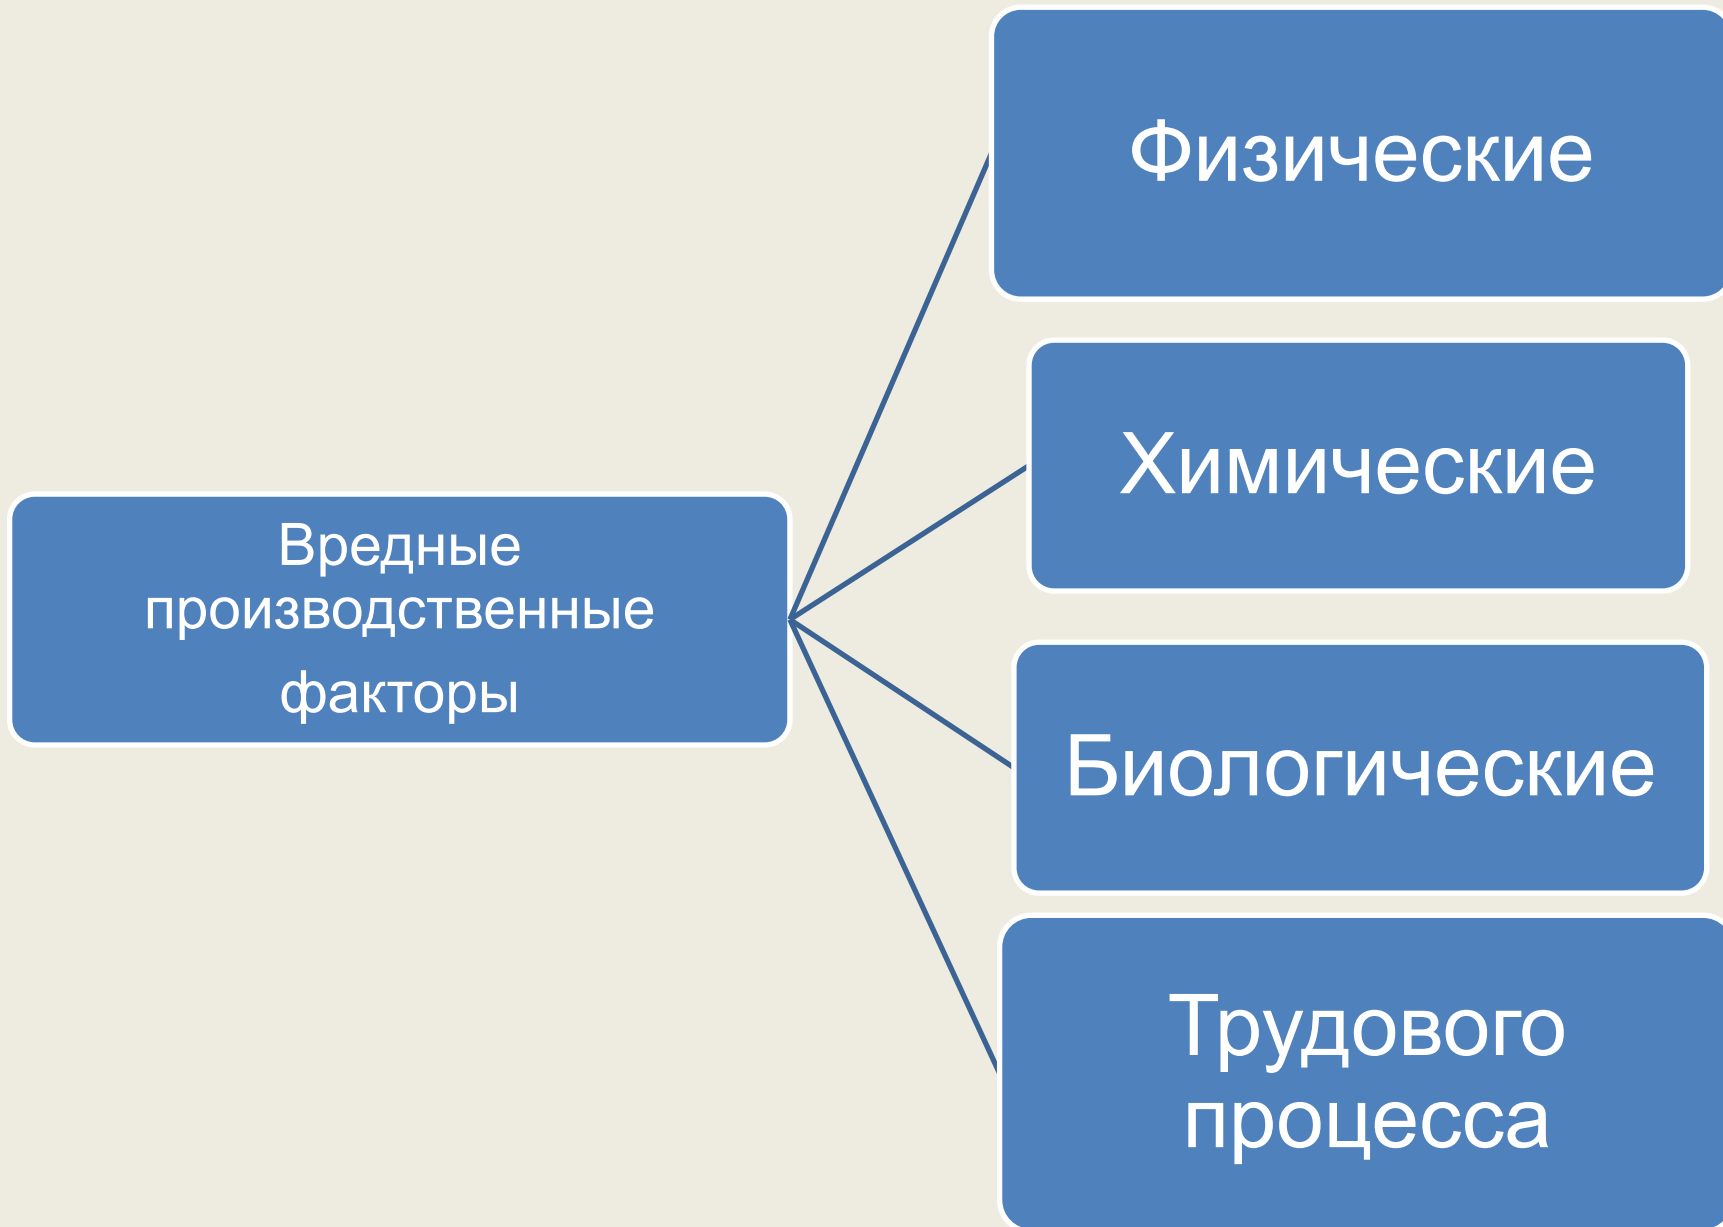 Вредные
производственные
факторы
Физические
Химические
Биологические
Трудового
процесса